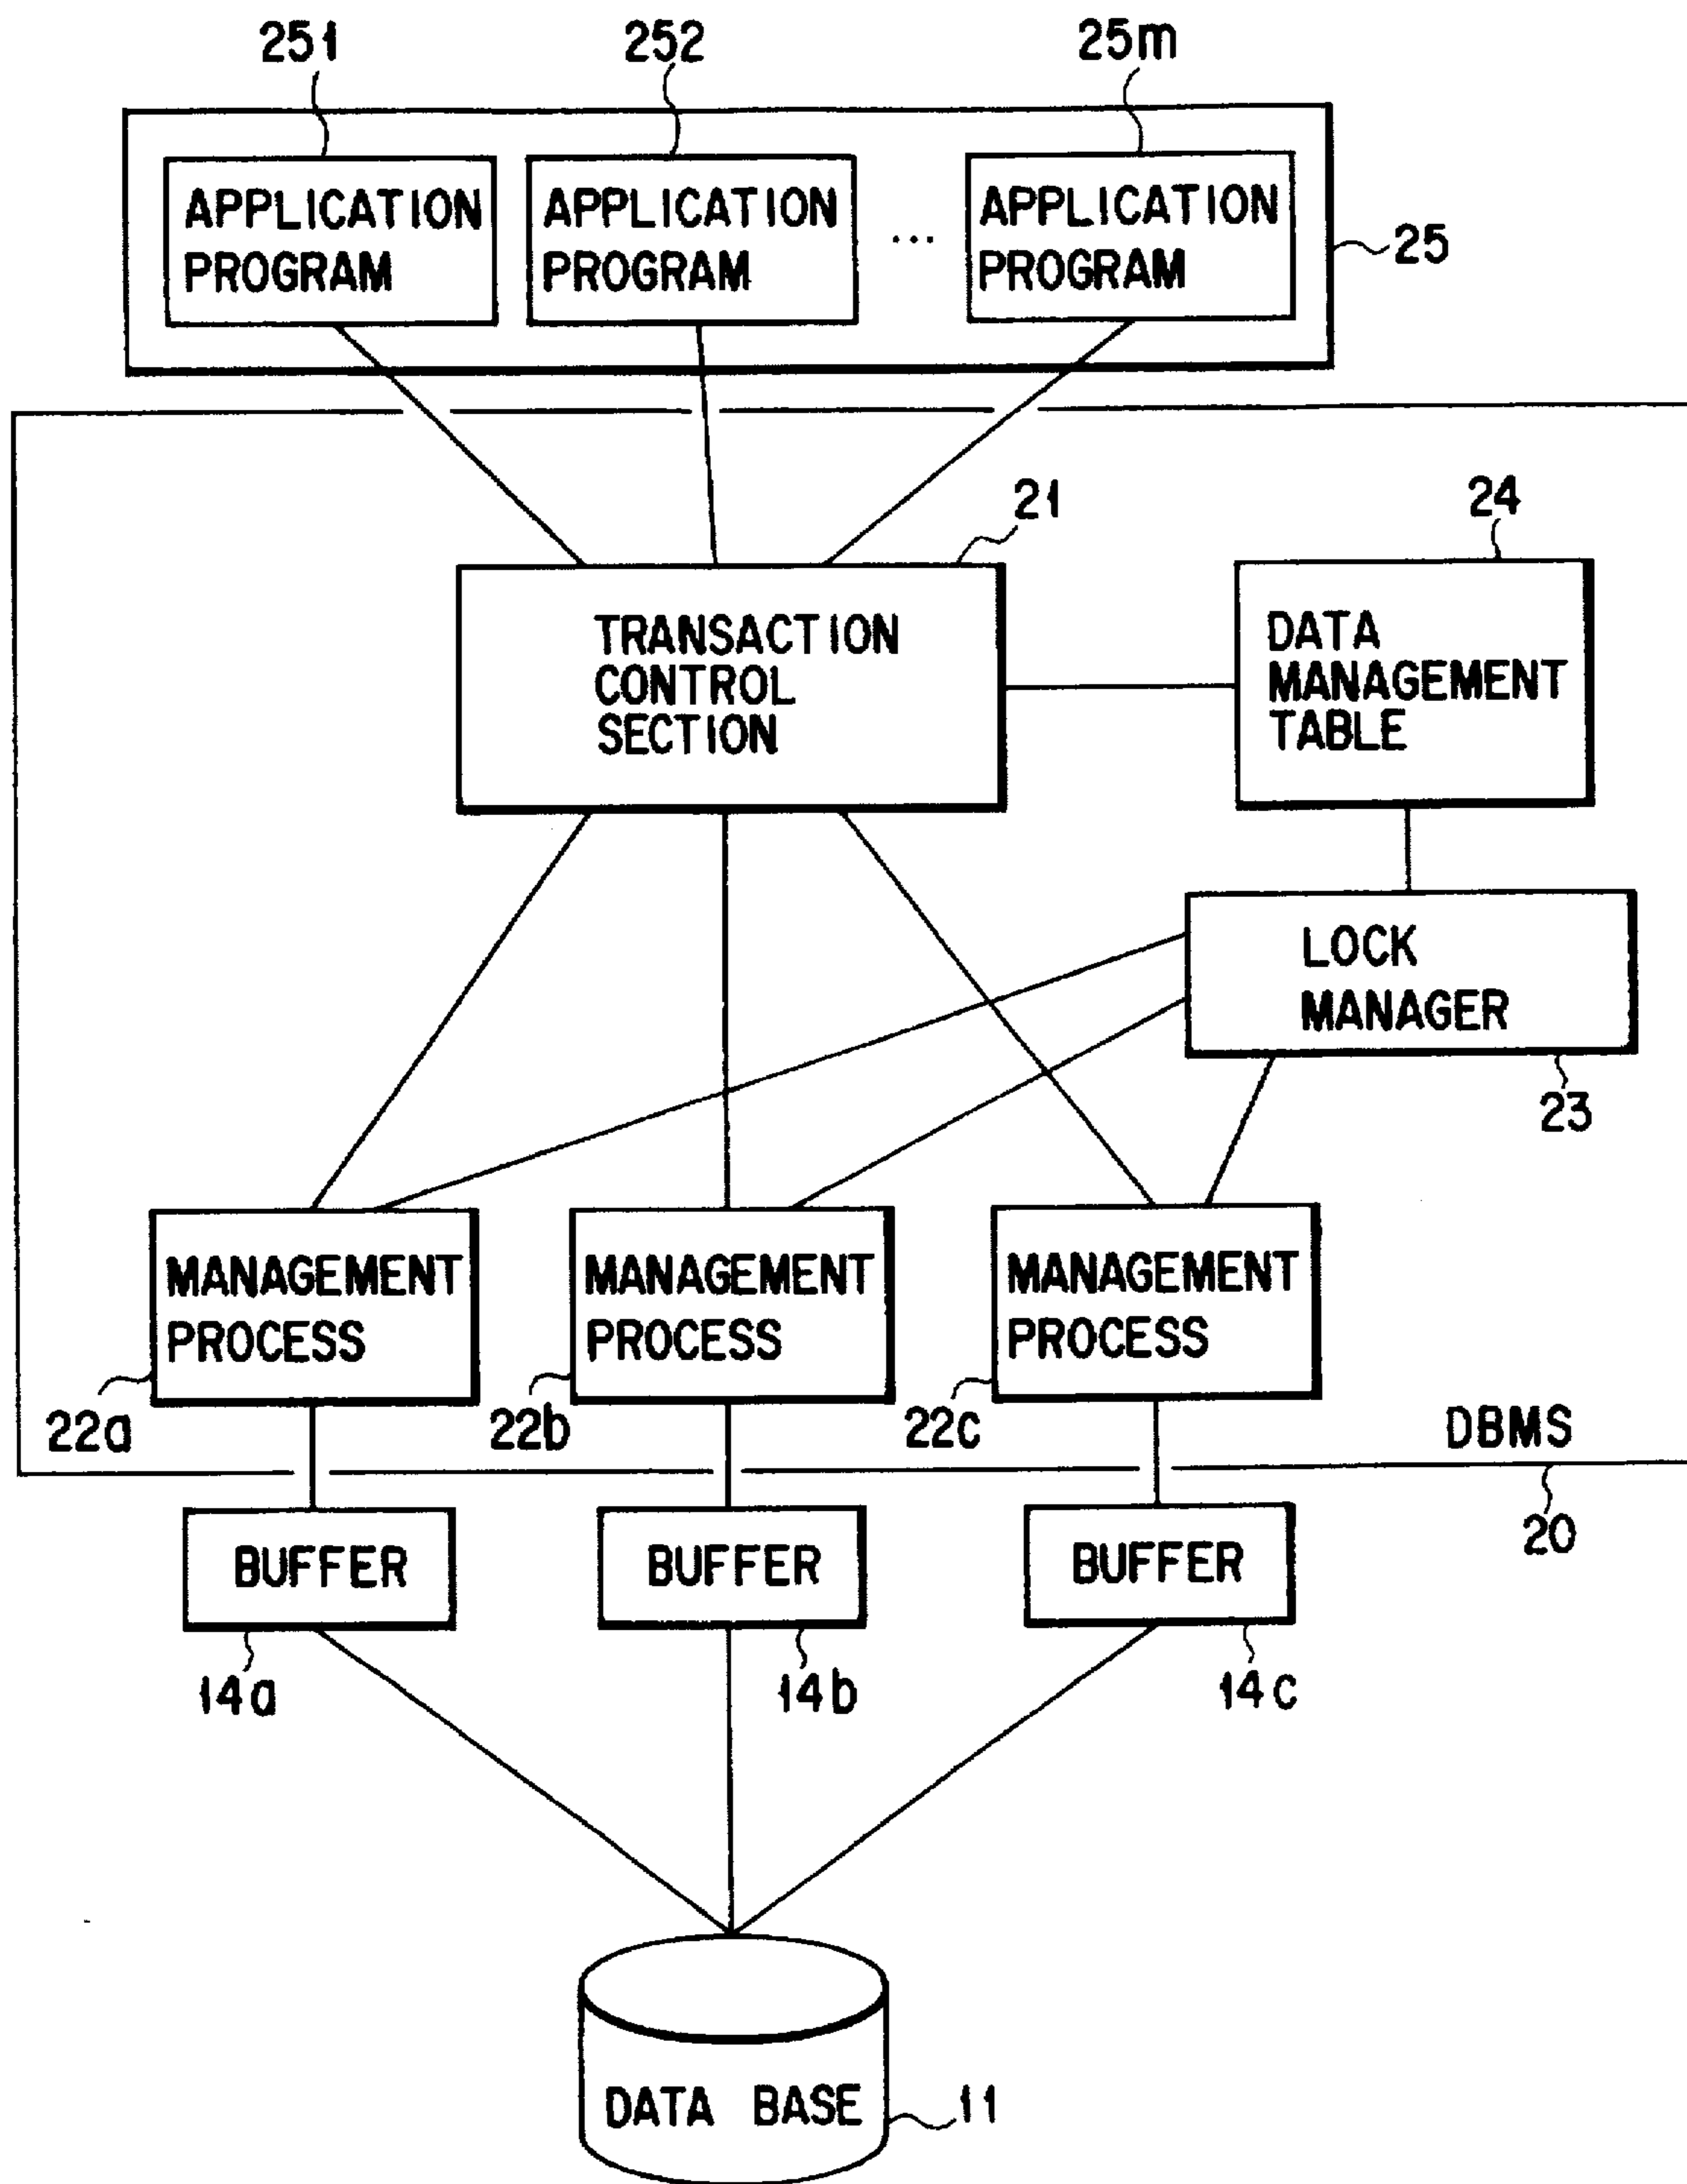 251
252
25m
APPLICATION
PROGRAM
APPLICATION
PROGRAM
...
APPLICATION
PROGRAM
25
21
24
TRANSACTION
CONTROL
SECTION
DATA
MANAGEMENT
TABLE
LOCK
MANAGER
23
MANAGEMENT
PROCESS
MANAGEMENT
PROCESS
MANAGEMENT
PROCESS
22a
22b
22c
DBMS
20
BUFFER
BUFFER
BUFFER
14a
14b
14c
DATA BASE
11